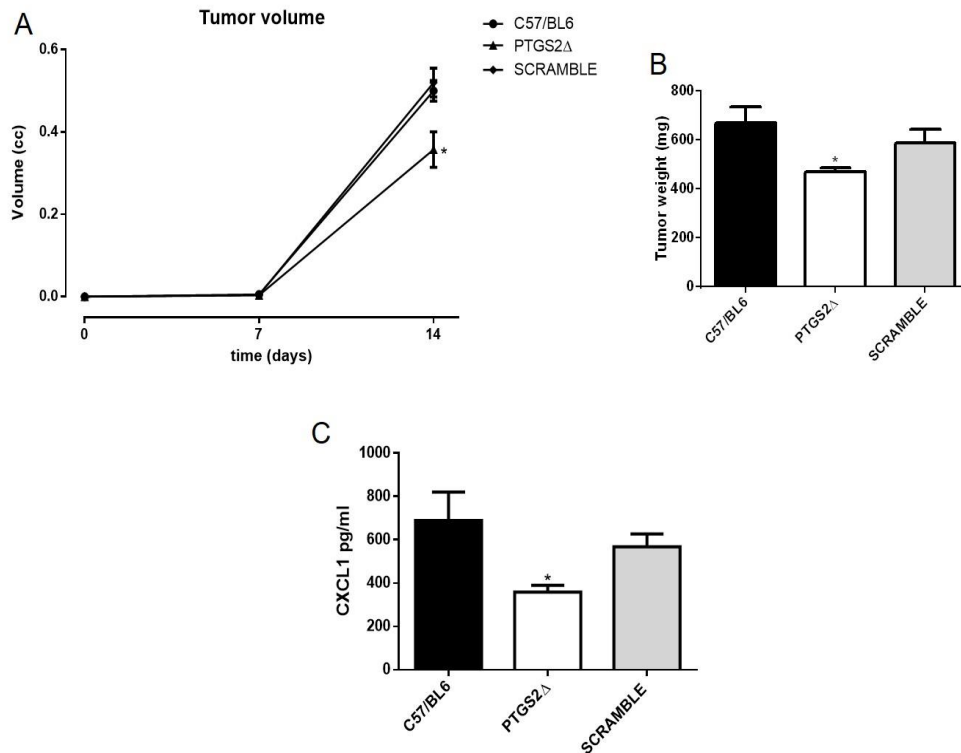 A
Tumor volume
C57/BL6
PTGS2Δ
SCRAMBLE
0.6
0.4
0.2
0.0
Volume (cc)
*
0 7 14
time (days)
B
800
600
400
200
0
Tumor weight (mg)
*
C57/BL6
PTGS2Δ
SCRAMBLE
C
1000
800
600
400
200
0
CXCL1 pg/ml
*
C57/BL6
PTGS2Δ
SCRAMBLE